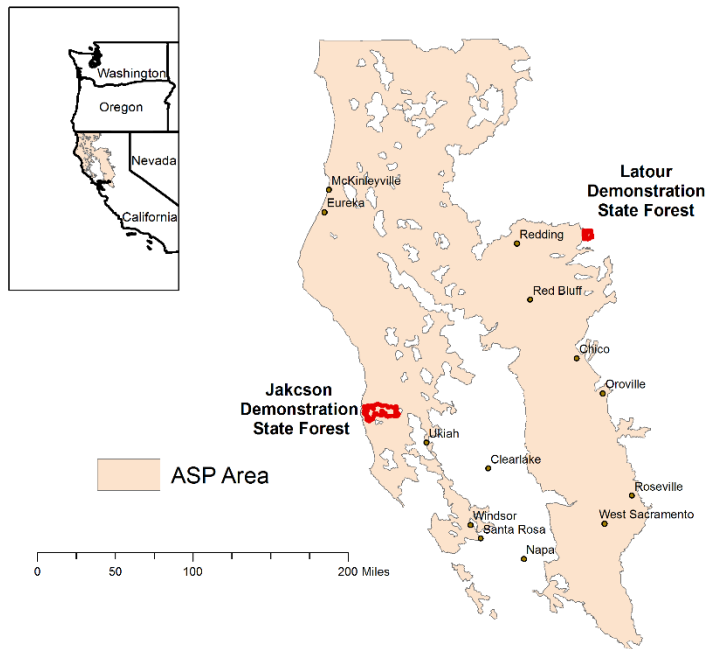 Washington
Oregon
Nevada
California
McKinleyville
Eureka
Latour
Demonstration
State Forest
Redding
Red Bluff
Chico
Oroville
Jakcson
Demonstration
State Forest
Ukiah
Clearlake
ASP Area
Roseville
Windsor
West Sacramento
Santa Rosa
Napa
0 50 100 200 Miles